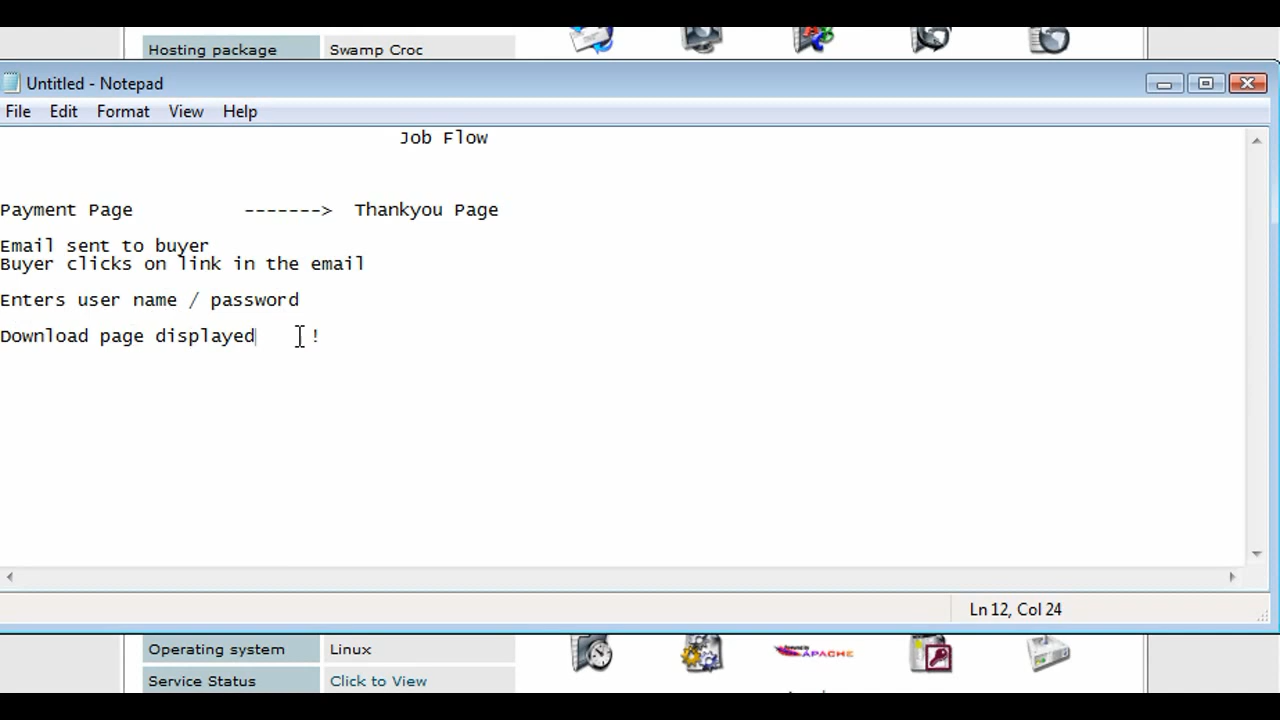 Hosting package Swamp Croc
Untitled - Notepad
File Edit Format View Help
Job Flow
Payment Page -------> Thankyou Page
Email sent to buyer
Buyer clicks on link in the email
Enters user name / password
Download page displayed !
Ln 12, Col 24
Operating system Linux
APACHE
Service Status Click to View